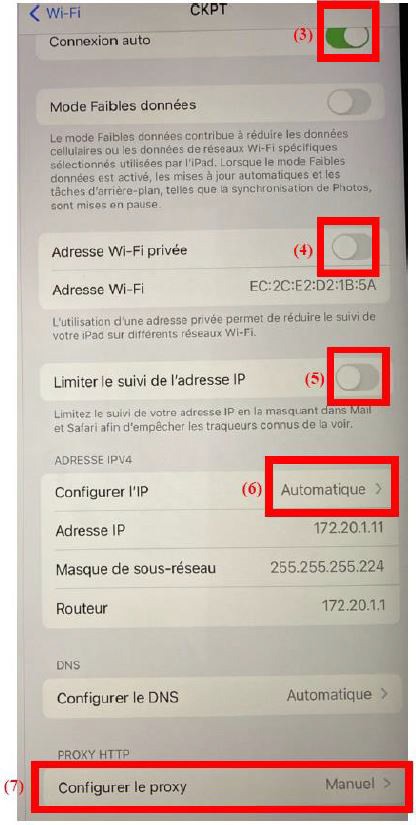 Wi-Fi
CKPT
Connexion auto
(3)
Mode Faibles données
Le mode Faibles données contribue à réduire les données
cellulaires ou les données de réseaux Wi-Fi spécifiques
sélectionnés utilisées par l'iPad. Lorsque le mode Faibles
données est activé, les mises à jour automatiques et les
tâches d'arrière-plan, telles que la synchronisation de Photos,
sont mises en pause.
Adresse Wi-Fi privée
(4)
Adresse Wi-Fi EC:2C:E2:D2:1B:5A
L'utilisation d'une adresse privée permet de réduire le suivi de
votre iPad sur différents réseaux Wi-Fi.
Limiter le suivi de l'adresse IP
(5)
Limitez le suivi de votre adresse IP en la masquant dans Mail
et Safari afin d'empêcher les traqueurs connus de la voir.
ADRESSE IPV4
Configurer l'IP (6) Automatique >
Adresse IP 172.20.1.11
Masque de sous-réseau 255.255.255.224
Routeur 172.20.1.1
DNS
Configurer le DNS Automatique >
PROXY HTTP
(7) Configurer le proxy Manuel >